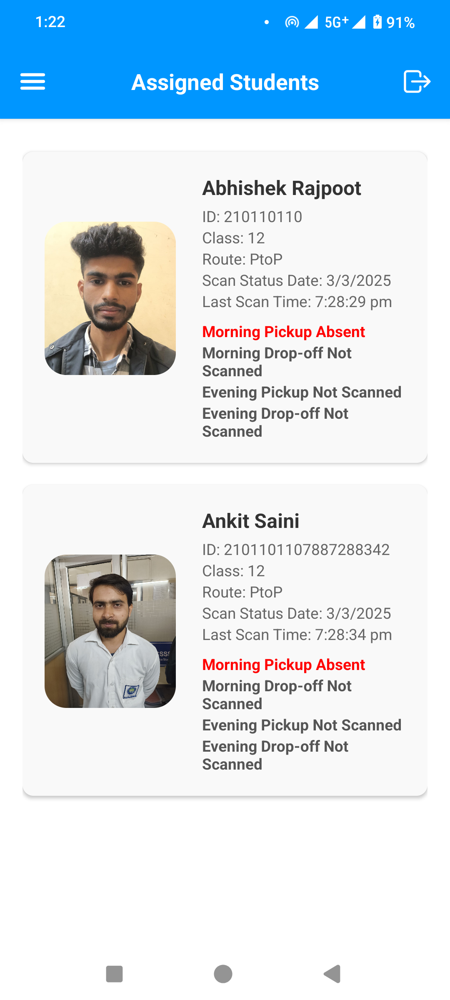 1:22
5G+
91%
Assigned Students
Abhishek Rajpoot
ID: 210110110
Class: 12
Route: PtoP
Scan Status Date: 3/3/2025
Last Scan Time: 7:28:29 pm
Morning Pickup Absent
Morning Drop-off Not
Scanned
Evening Pickup Not Scanned
Evening Drop-off Not
Scanned
Ankit Saini
ID: 2101101107887288342
Class: 12
Route: PtoP
Scan Status Date: 3/3/2025
Last Scan Time: 7:28:34 pm
Morning Pickup Absent
Morning Drop-off Not
Scanned
Evening Pickup Not Scanned
Evening Drop-off Not
Scanned